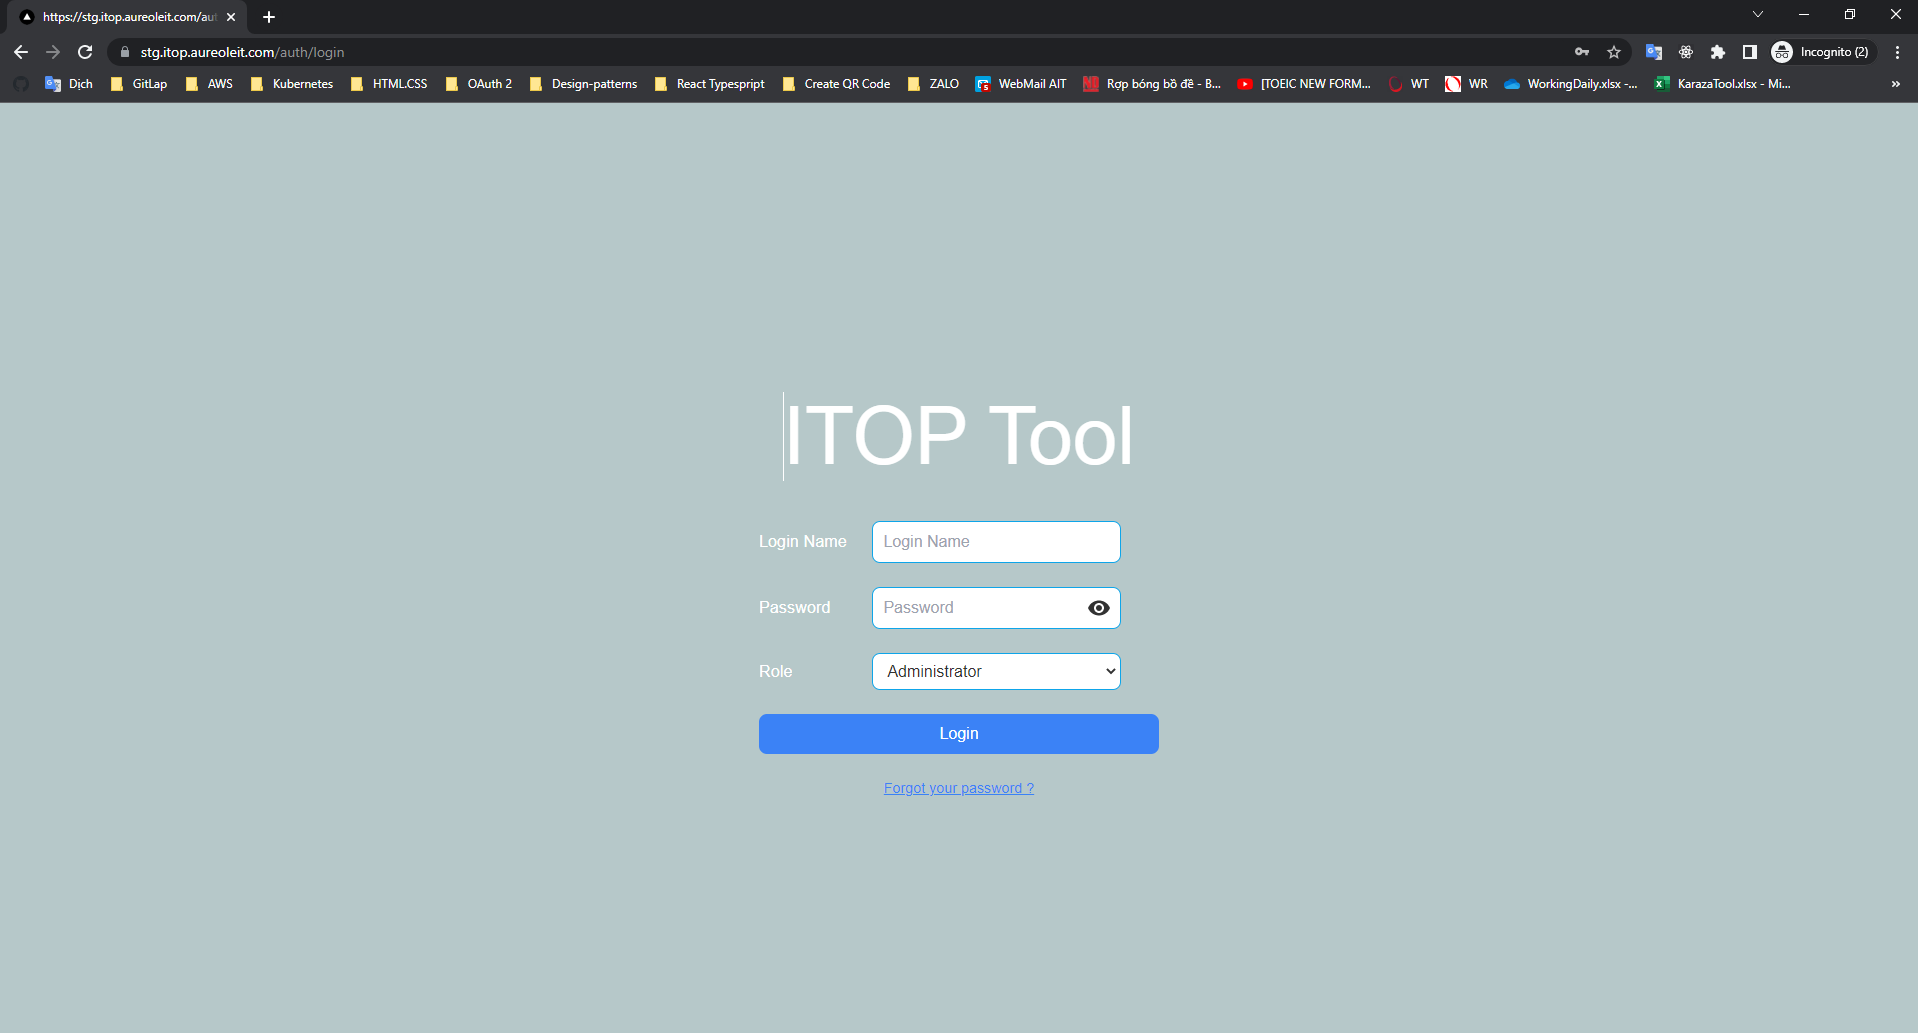 https://stg.itop.aureoleit.com/aut
stg.itop.aureoleit.com/auth/login
Incognito (2)
Dịch GitLap AWS Kubernetes HTML.CSS OAuth 2 Design-patterns React Typespript Create QR Code ZALO WebMail AIT Rợp bóng bồ đề - B... [TOEIC NEW FORM... WT WR WorkingDaily.xlsx -... KarazaTool.xlsx - Mi... »
ITOP Tool
Login Name Login Name
Password Password
Role Administrator
Login
Forgot your password ?